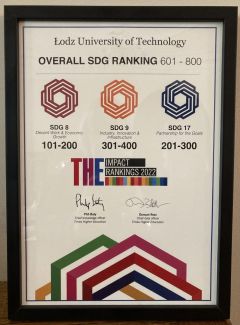 Łodz University of Technology
OVERALL SDG RANKING 601 - 800
SDG 8
Decent Work & Economic
Growth
101-200
SDG 9
Industry, Innovation &
Infrastructure
301-400
SDG 17
Partnership for the Goals
201-300
THE IMPACT
RANKINGS 2022
Phil Baty
Chief knowledge officer
Times Higher Education
Duncan Ross
Chief data officer
Times Higher Education